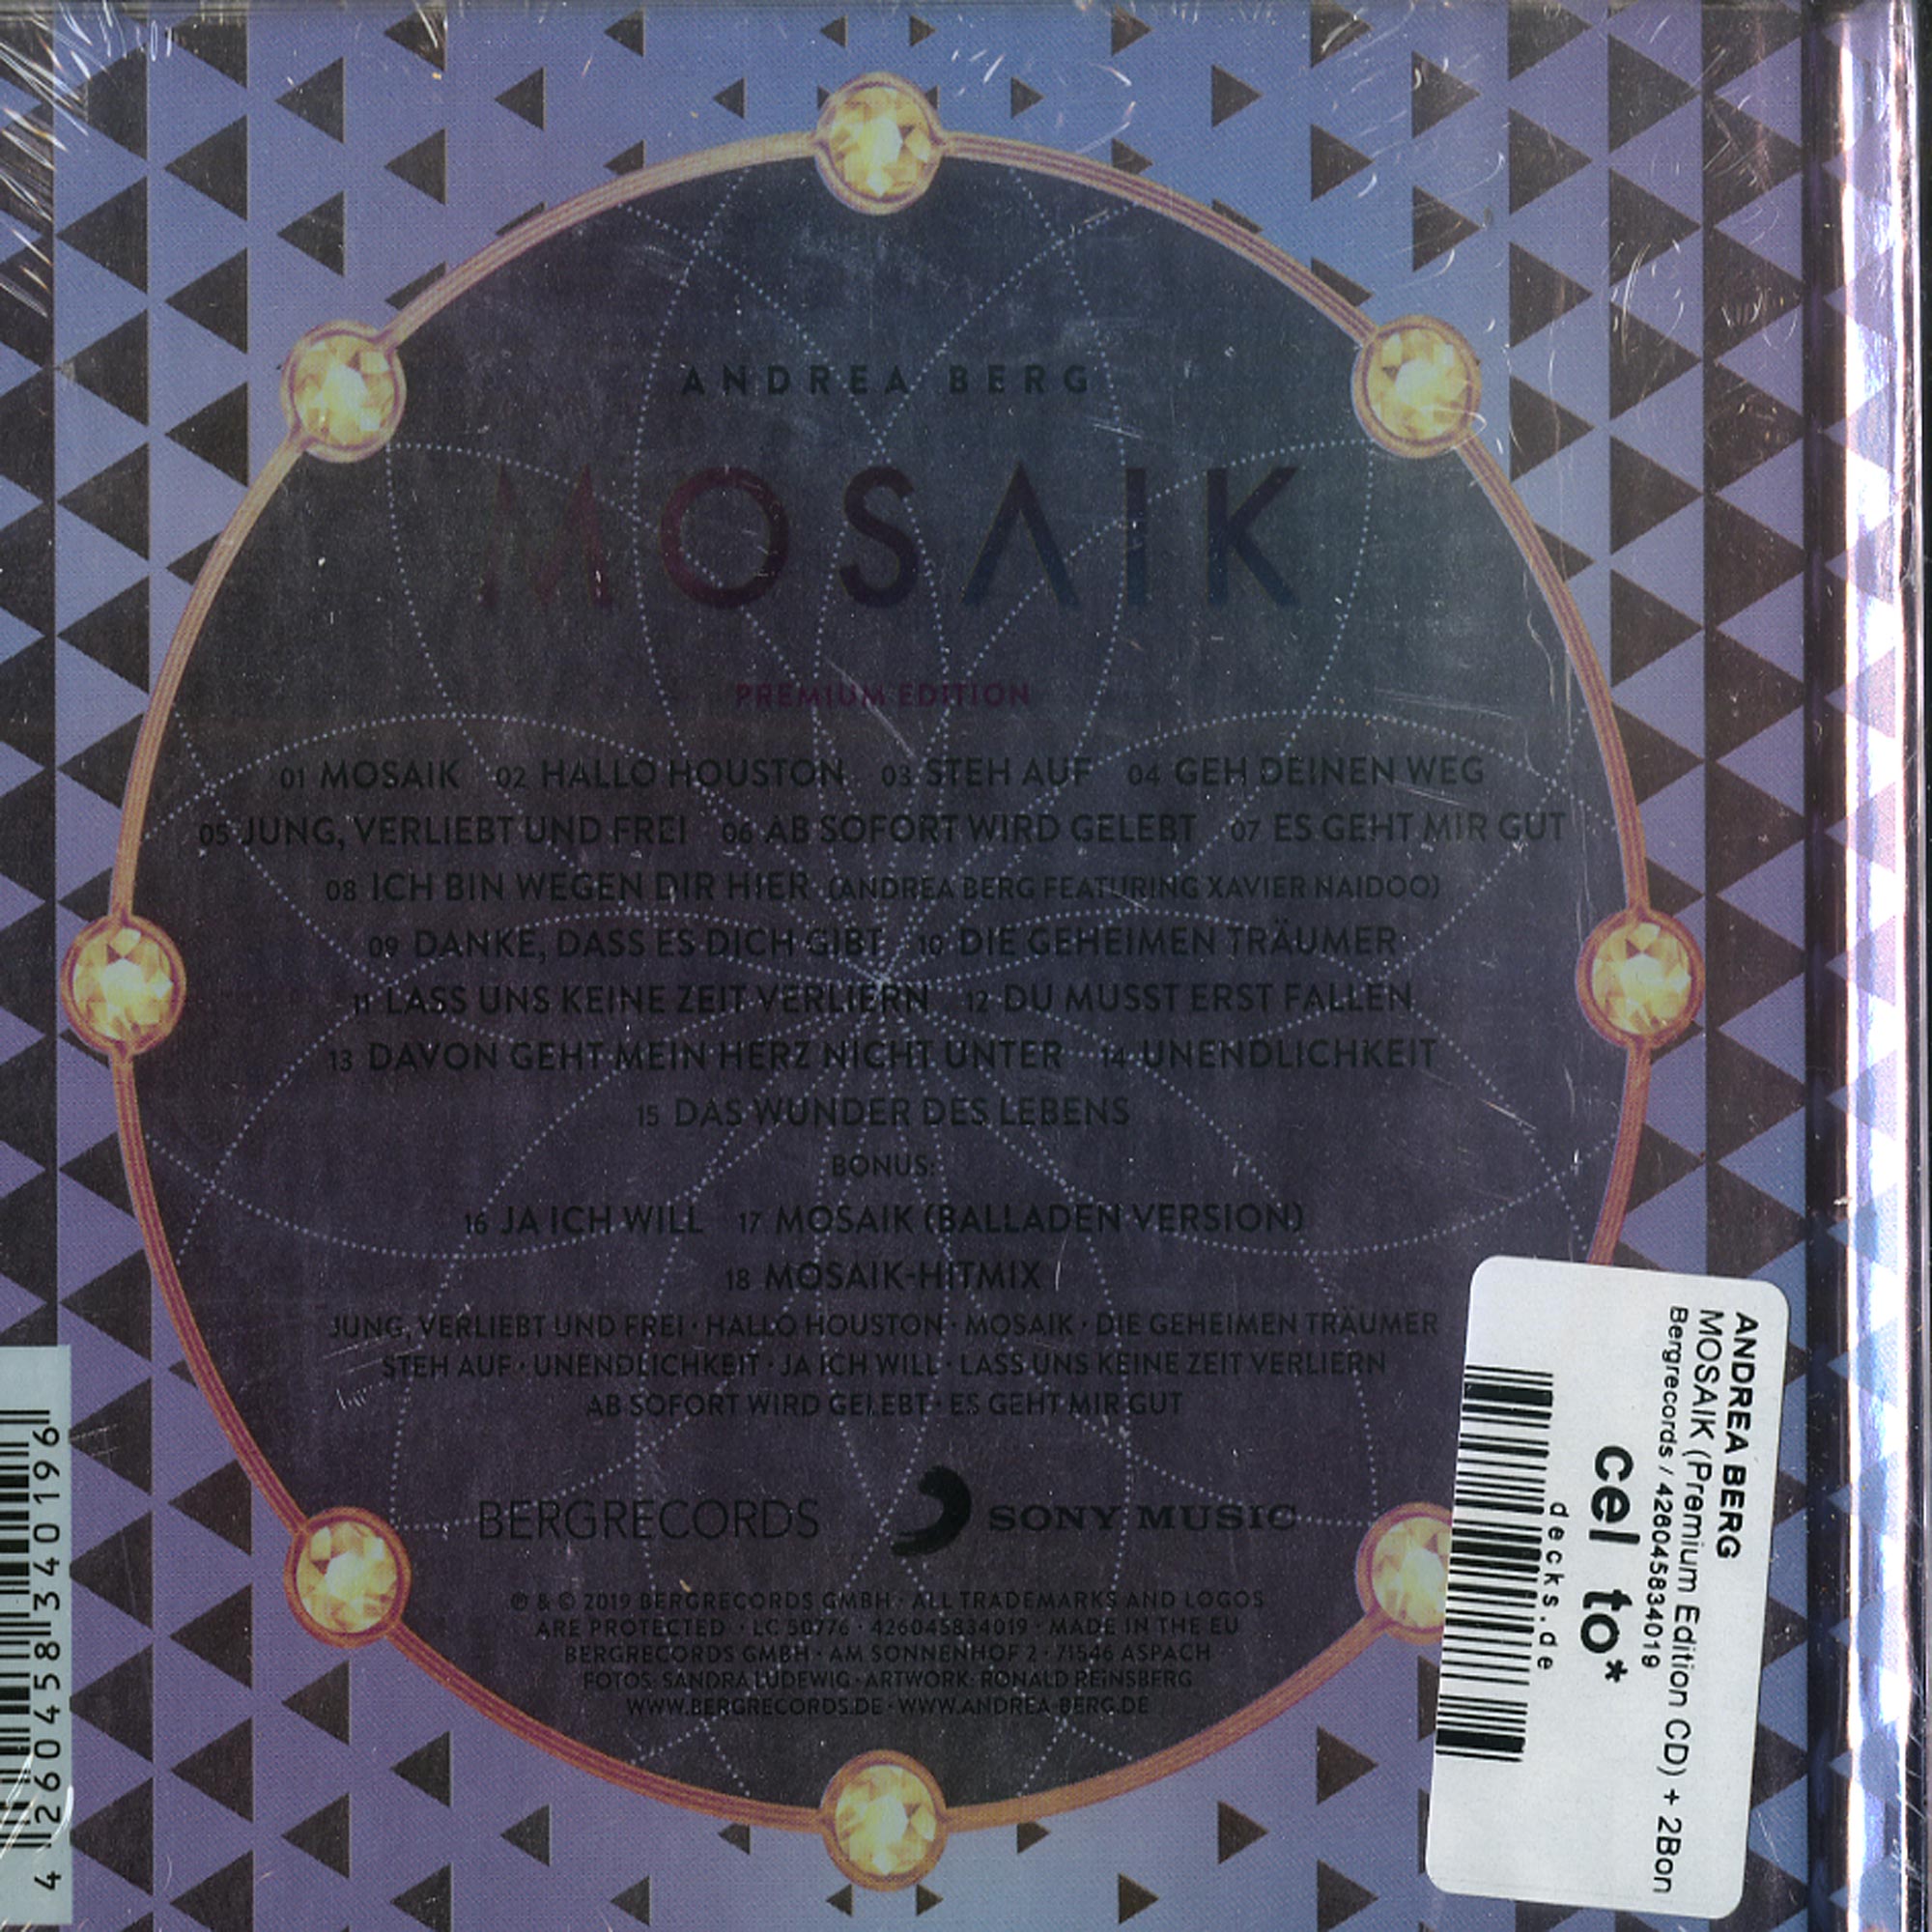 ANDREA BERG
MOSAIK
PREMIUM EDITION
01 MOSAIK 02 HALLO HOUSTON 03 STEH AUF 04 GEH DEINEN WEG
05 JUNG, VERLIEBT UND FREI 06 AB SOFORT WIRD GELEBT 07 ES GEHT MIR GUT
08 ICH BIN WEGEN DIR HIER (ANDREA BERG FEATURING XAVIER NAIDOO)
09 DANKE, DASS ES DICH GIBT 10 DIE GEHEIMEN TRÄUMER
11 LASS UNS KEINE ZEIT VERLIERN 12 DU MUSST ERST FALLEN
13 DAVON GEHT MEIN HERZ NICHT UNTER 14 UNENDLICHKEIT
15 DAS WUNDER DES LEBENS
BONUS:
16 JA ICH WILL 17 MOSAIK (BALLADEN VERSION)
18 MOSAIK-HITMIX
JUNG, VERLIEBT UND FREI · HALLO HOUSTON · MOSAIK · DIE GEHEIMEN TRÄUMER
STEH AUF · UNENDLICHKEIT · JA ICH WILL · LASS UNS KEINE ZEIT VERLIERN
AB SOFORT WIRD GELEBT · ES GEHT MIR GUT
BERGRECORDS SONY MUSIC
℗ & © 2019 BERGRECORDS GMBH · ALL TRADEMARKS AND LOGOS
ARE PROTECTED · LC 50776 · 426045834019 · MADE IN THE EU
BERGRECORDS GMBH · AM SONNENHOF 2 · 71546 ASPACH
FOTOS: SANDRA LUDEWIG · ARTWORK: RONALD REINSBERG
WWW.BERGRECORDS.DE · WWW.ANDREA-BERG.DE
4 260458 340196
ANDREA BERG
MOSAIK (Premium Edition CD) + 2Bon
Bergrecords / 426045834019
cel to*
decks.de